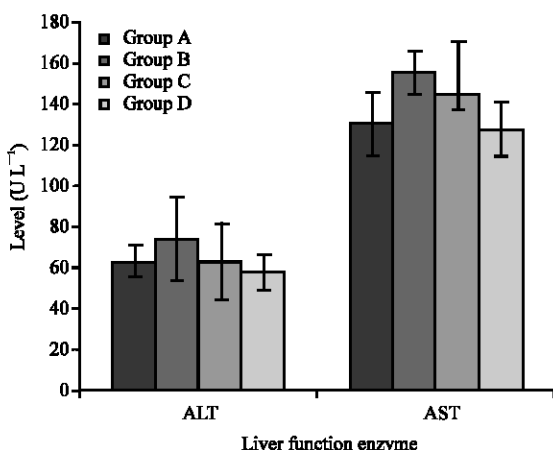 180
160
140
120
100
80
60
40
20
0
Level (U L⁻¹)
Group A
Group B
Group C
Group D
ALT
AST
Liver function enzyme